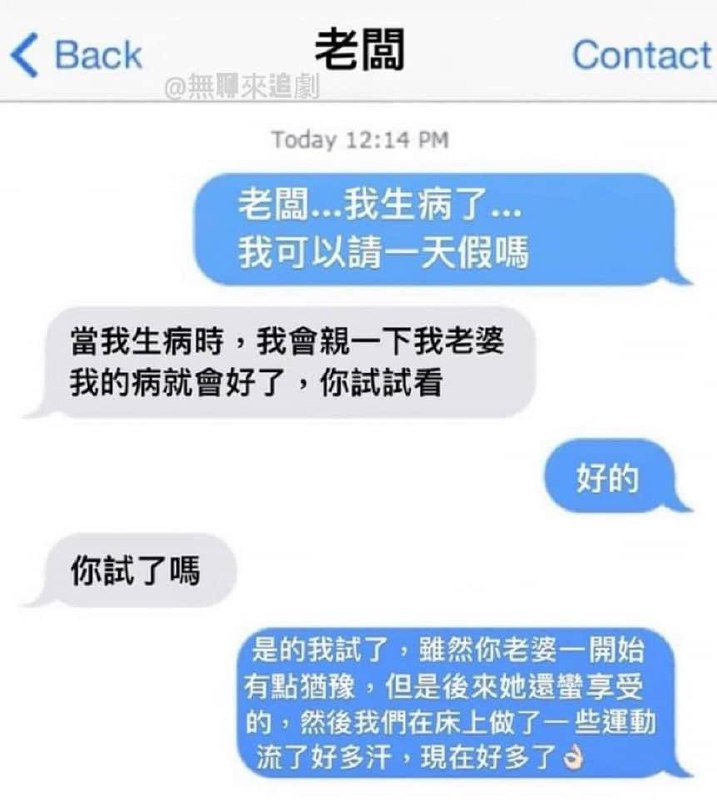 Back
老闆
Contact
@無聊來追劇
Today 12:14 PM
老闆...我生病了...
我可以請一天假嗎
當我生病時，我會親一下我老婆
我的病就會好了，你試試看
好的
你試了嗎
是的我試了，雖然你老婆一開始
有點猶豫，但是後來她還蠻享受
的，然後我們在床上做了一些運動
流了好多汗，現在好多了👌🏻